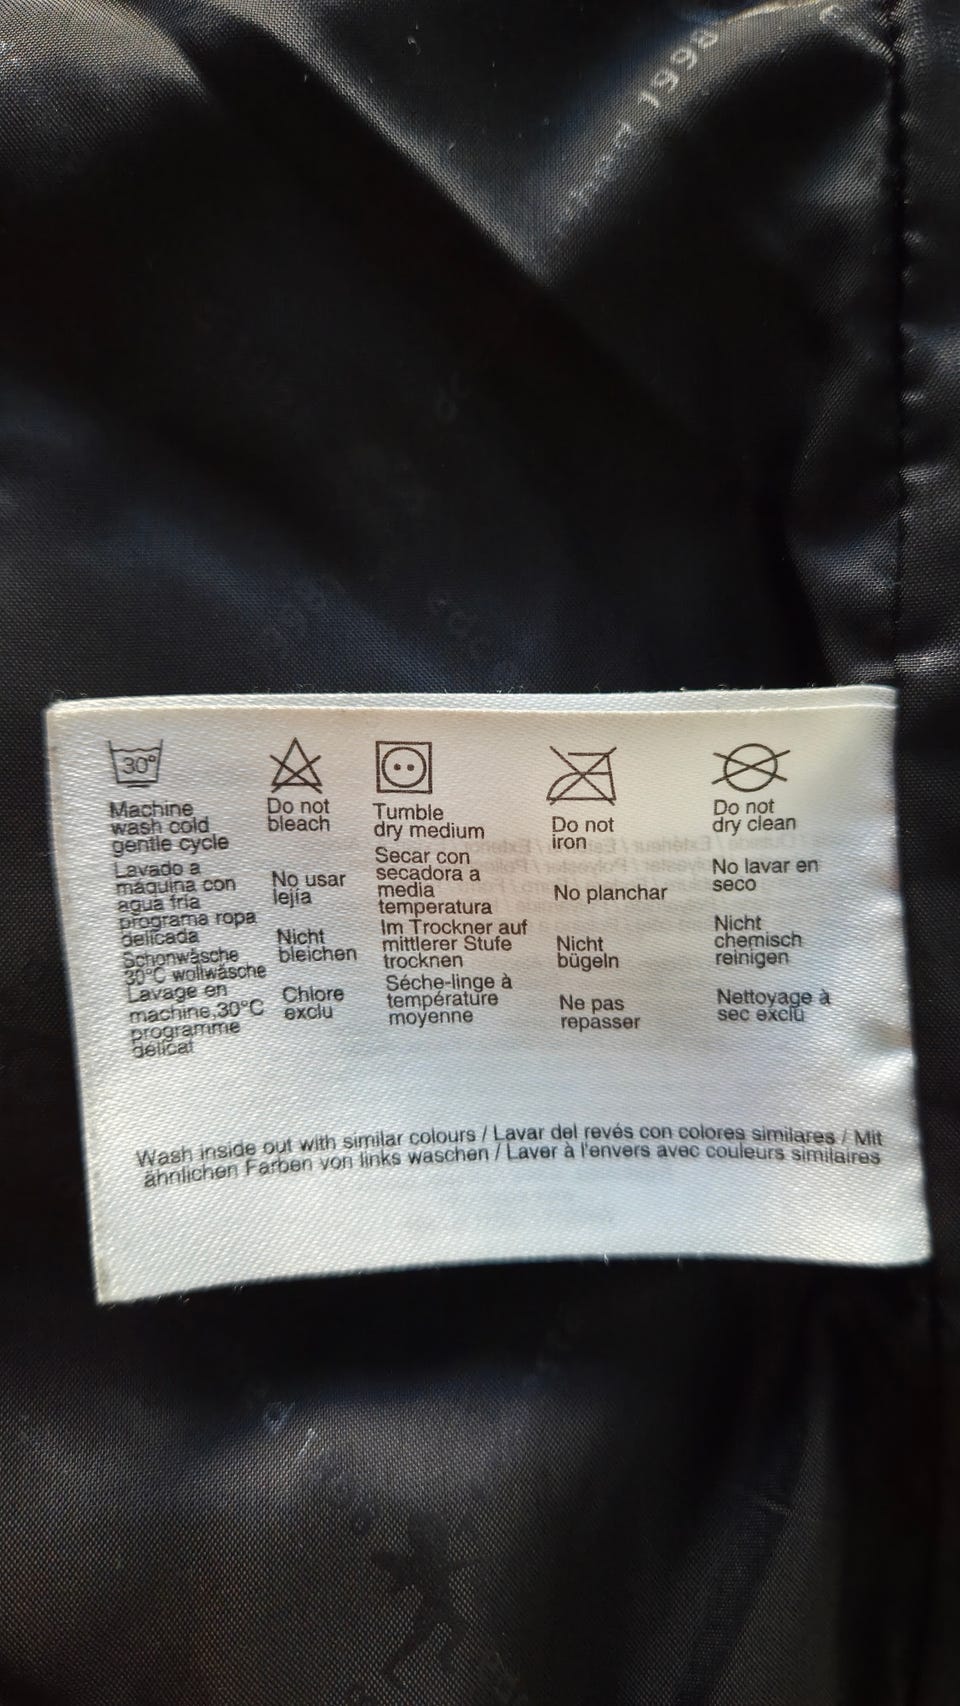 1998
30°
Machine
wash cold
gentle cycle
Lavado a
máquina con
agua fría
programa ropa
delicada
Schonwäsche
30°C wollwäsche
Lavage en
machine,30°C
programme
délicat
Do not
bleach
No usar
lejía
Nicht
bleichen
Chlore
exclu
Tumble
dry medium
Secar con
secadora a
media
temperatura
Im Trockner auf
mittlerer Stufe
trocknen
Séche-linge à
température
moyenne
Do not
iron
No planchar
Nicht
bügeln
Ne pas
repasser
Do not
dry clean
No lavar en
seco
Nicht
chemisch
reinigen
Nettoyage à
sec exclu
Wash inside out with similar colours / Lavar del revés con colores similares / Mit
ähnlichen Farben von links waschen / Laver à l'envers avec couleurs similaires